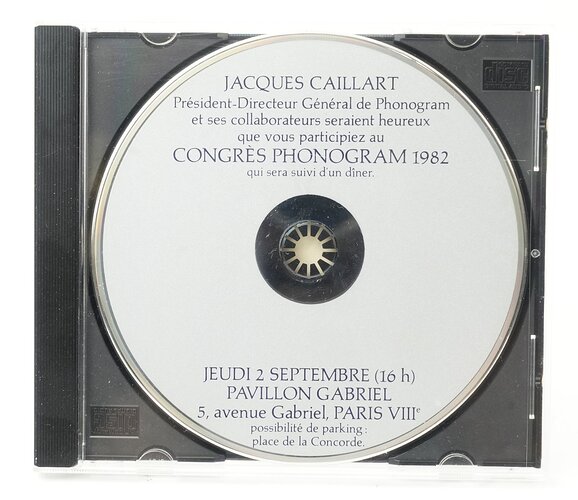 JACQUES CAILLART
Président-Directeur Général de Phonogram
et ses collaborateurs seraient heureux
que vous participiez au
CONGRÈS PHONOGRAM 1982
qui sera suivi d'un dîner.
JEUDI 2 SEPTEMBRE (16 h)
PAVILLON GABRIEL
5, avenue Gabriel, PARIS VIIIe
possibilité de parking :
place de la Concorde.